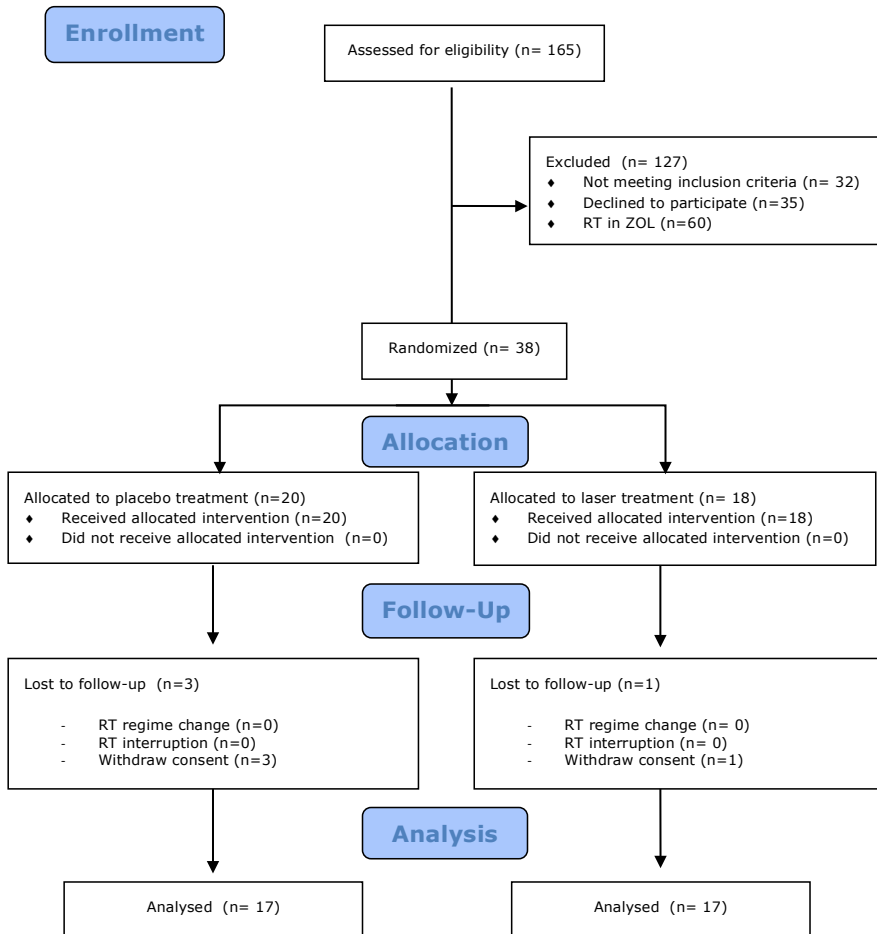 Enrollment
Assessed for eligibility (n= 165)
Excluded  (n= 127)
♦ Not meeting inclusion criteria (n= 32)
♦ Declined to participate (n=35)
♦ RT in ZOL (n=60)
Randomized (n= 38)
Allocation
Allocated to placebo treatment (n=20)
♦ Received allocated intervention (n=20)
♦ Did not receive allocated intervention  (n=0)
Allocated to laser treatment (n= 18)
♦ Received allocated intervention (n=18)
♦ Did not receive allocated intervention (n=0)
Follow-Up
Lost to follow-up  (n=3)
- RT regime change (n=0)
- RT interruption (n=0)
- Withdraw consent (n=3)
Lost to follow-up (n=1)
- RT regime change (n= 0)
- RT interruption (n= 0)
- Withdraw consent (n=1)
Analysis
Analysed  (n= 17)
Analysed  (n= 17)